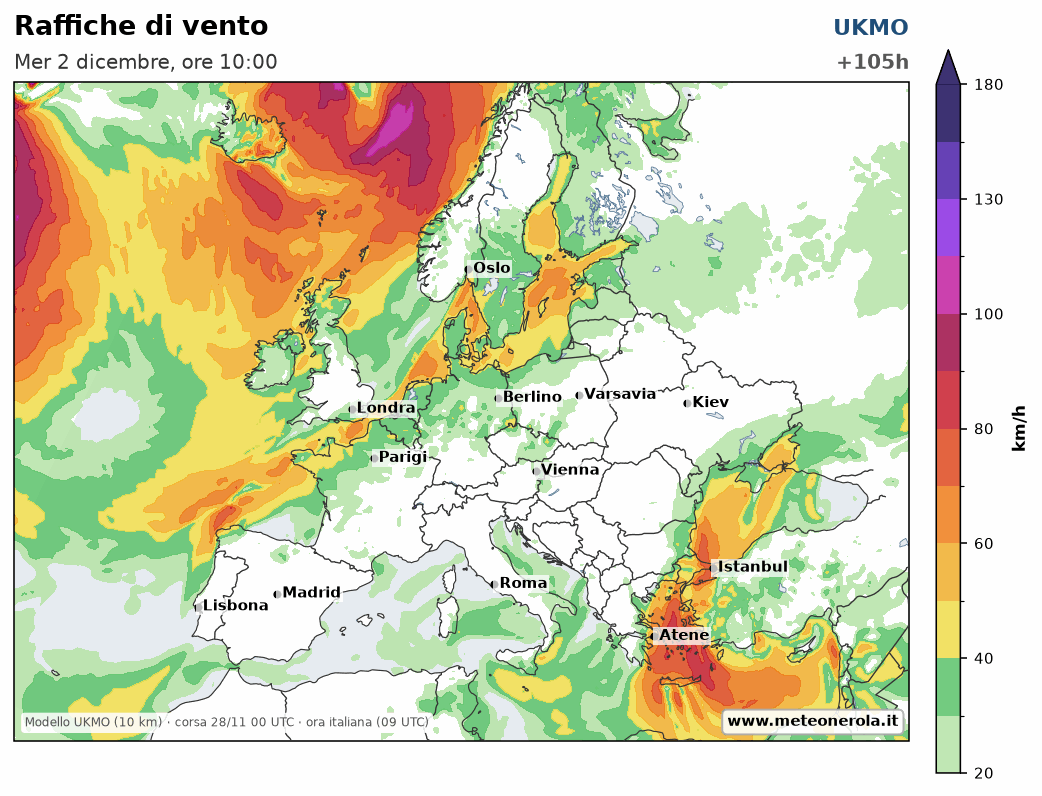 Raffiche di vento
UKMO
Mer 2 dicembre, ore 10:00
+105h
180
130
100
80
60
40
20
km/h
Oslo
Londra
Berlino
Varsavia
Kiev
Parigi
Vienna
Istanbul
Roma
Madrid
Lisbona
Atene
Modello UKMO (10 km) · corsa 28/11 00 UTC · ora italiana (09 UTC)
www.meteonerola.it